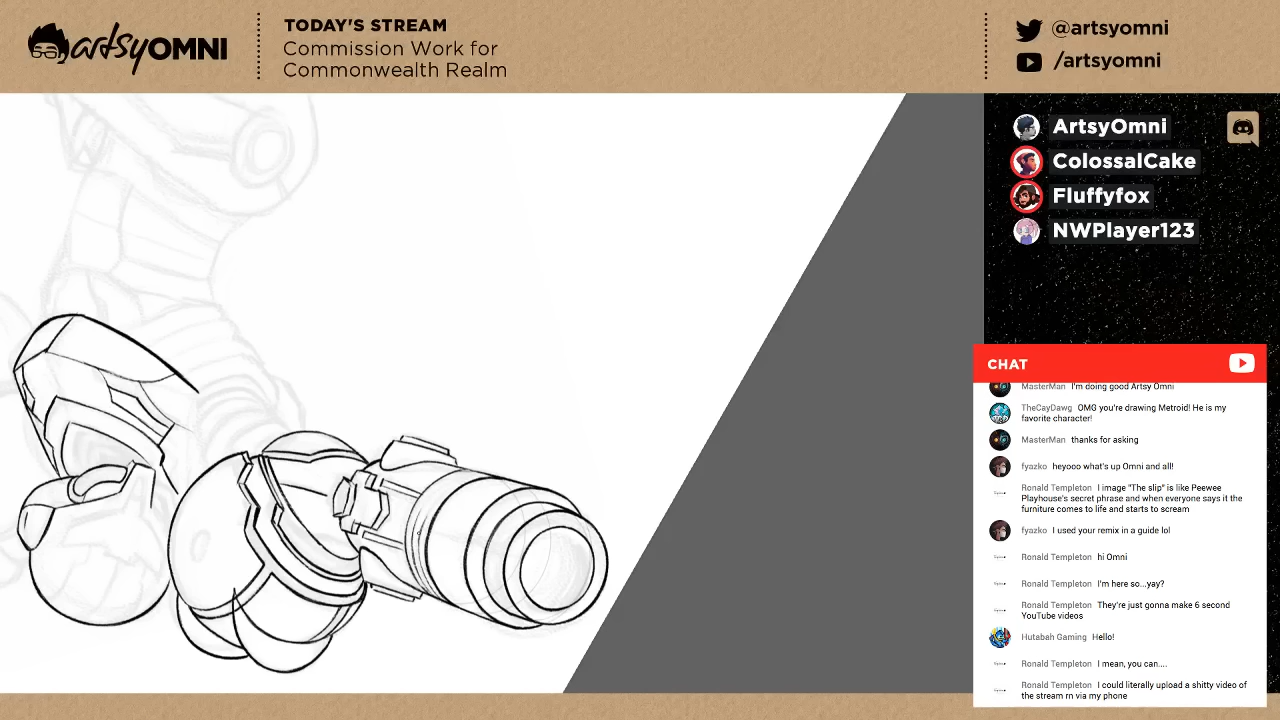 artsyOMNI
TODAY'S STREAM
Commission Work for
Commonwealth Realm
@artsyomni
/artsyomni
ArtsyOmni
ColossalCake
Fluffyfox
NWPlayer123
CHAT
MasterMan I'm doing good Artsy Omni
TheCayDawg OMG you're drawing Metroid! He is my
favorite character!
MasterMan thanks for asking
fyazko heyooo what's up Omni and all!
Ronald Templeton I image "The slip" is like Peewee
Playhouse's secret phrase and when everyone says it the
furniture comes to life and starts to scream
fyazko I used your remix in a guide lol
Ronald Templeton hi Omni
Ronald Templeton I'm here so...yay?
Ronald Templeton They're just gonna make 6 second
YouTube videos
Hutabah Gaming Hello!
Ronald Templeton I mean, you can....
Ronald Templeton I could literally upload a shitty video of
the stream rn via my phone